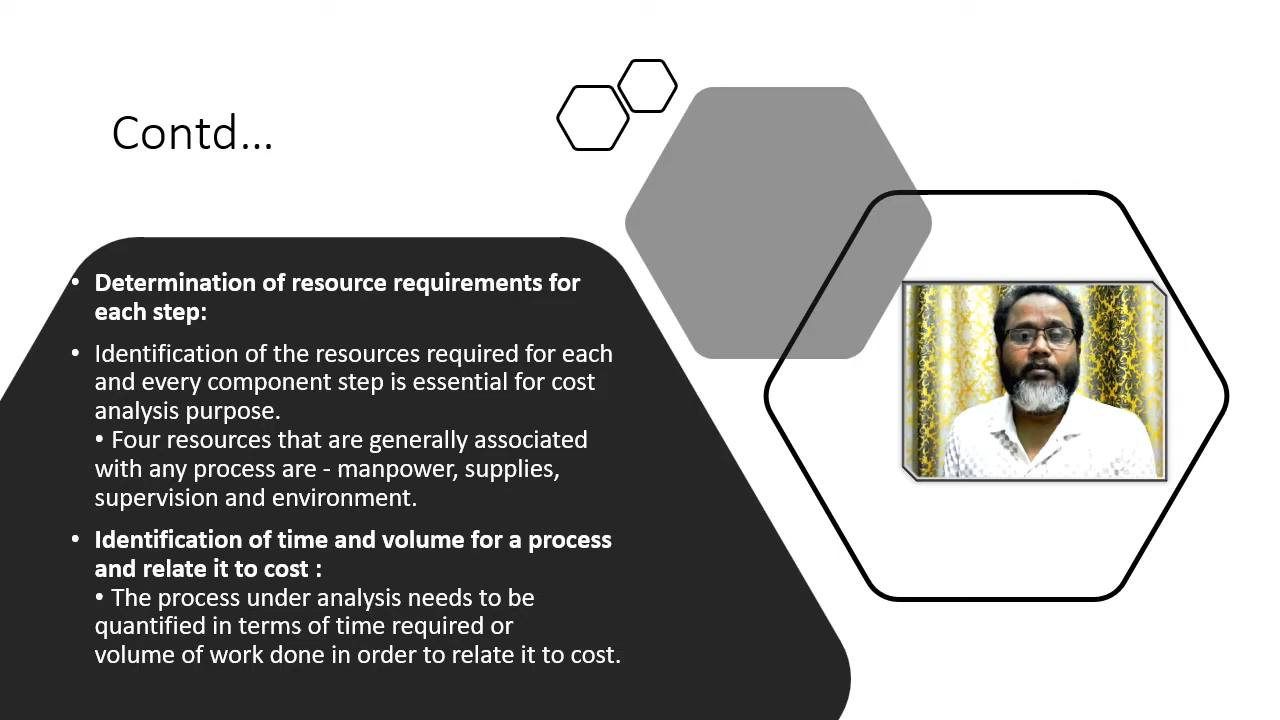 Contd...
• Determination of resource requirements for
each step:
• Identification of the resources required for each
and every component step is essential for cost
analysis purpose.
• Four resources that are generally associated
with any process are - manpower, supplies,
supervision and environment.
• Identification of time and volume for a process
and relate it to cost :
• The process under analysis needs to be
quantified in terms of time required or
volume of work done in order to relate it to cost.